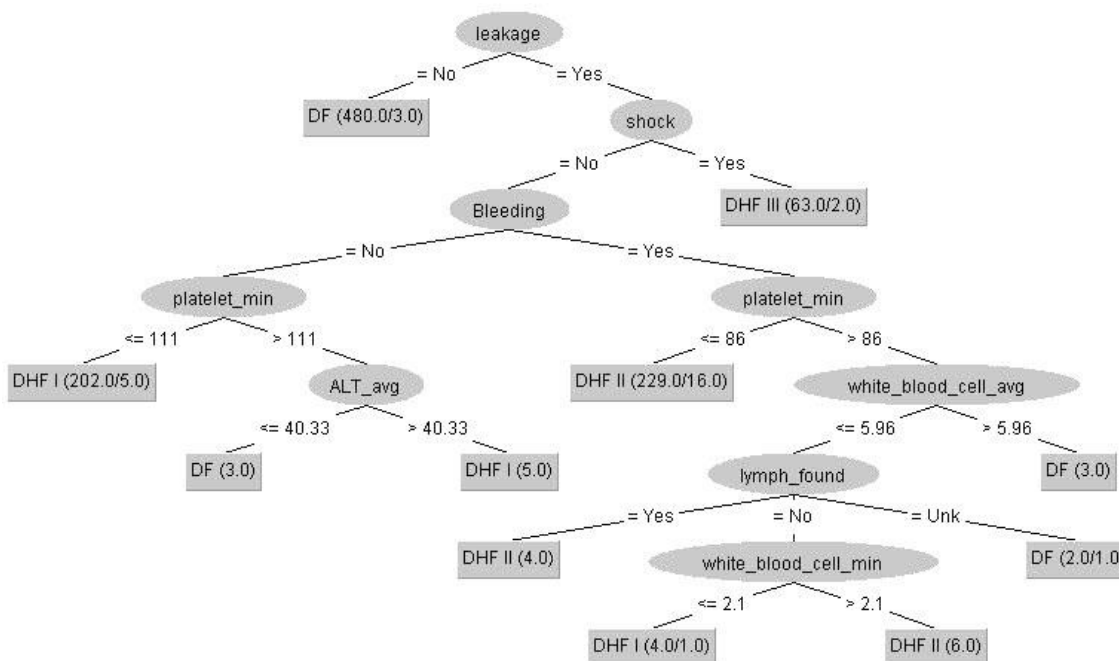 leakage
= No
= Yes
DF (480.0/3.0)
shock
= No
= Yes
Bleeding
DHF III (63.0/2.0)
= No
= Yes
platelet_min
platelet_min
<= 111
> 111
<= 86
> 86
DHF I (202.0/5.0)
ALT_avg
DHF II (229.0/16.0)
white_blood_cell_avg
<= 40.33
> 40.33
<= 5.96
> 5.96
DF (3.0)
DHF I (5.0)
lymph_found
DF (3.0)
= Yes
= No
= Unk
DHF II (4.0)
white_blood_cell_min
DF (2.0/1.0)
<= 2.1
> 2.1
DHF I (4.0/1.0)
DHF II (6.0)